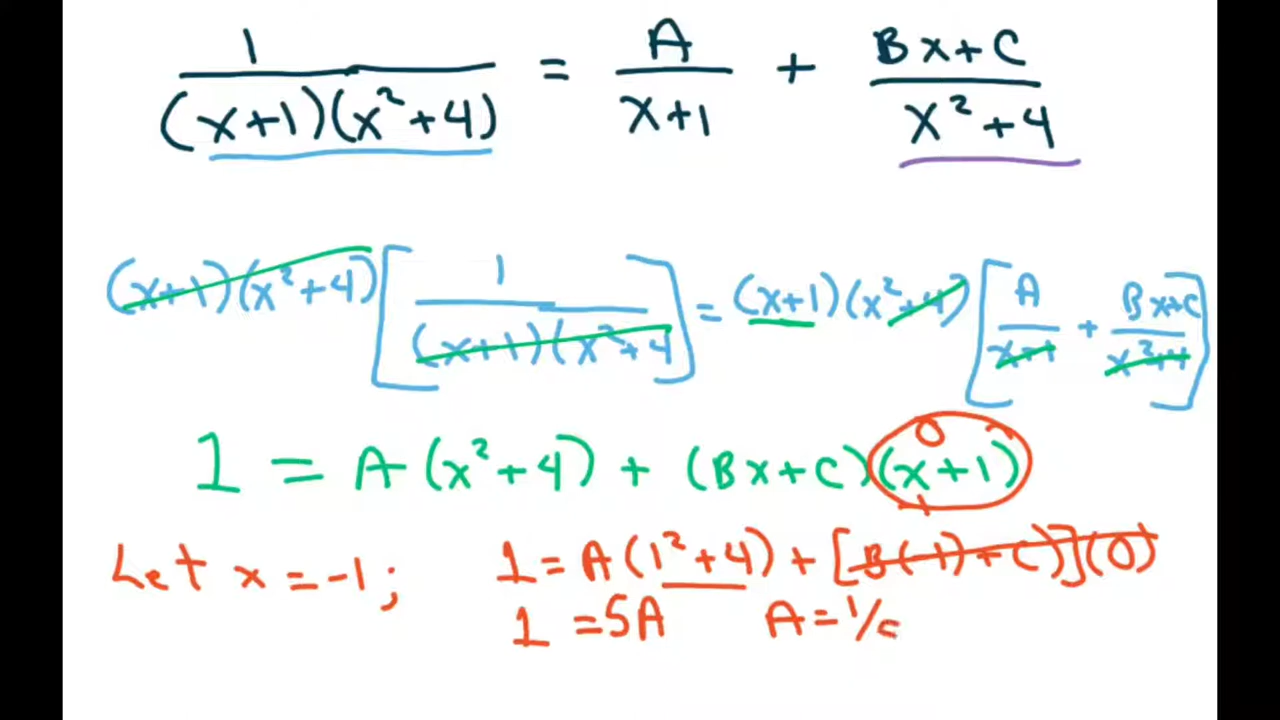 1/((x+1)(x²+4)) = A/(x+1) + (Bx+C)/(x²+4)
(x+1)(x²+4)[1/((x+1)(x²+4)] = (x+1)(x²+4)[A/(x+1) + (Bx+C)/(x²+4)]
0
1 = A(x²+4) + (Bx+C)(x+1)
Let x = -1; 1 = A(1²+4) + [B(1)+C)](0)
1 = 5A A = 1/5